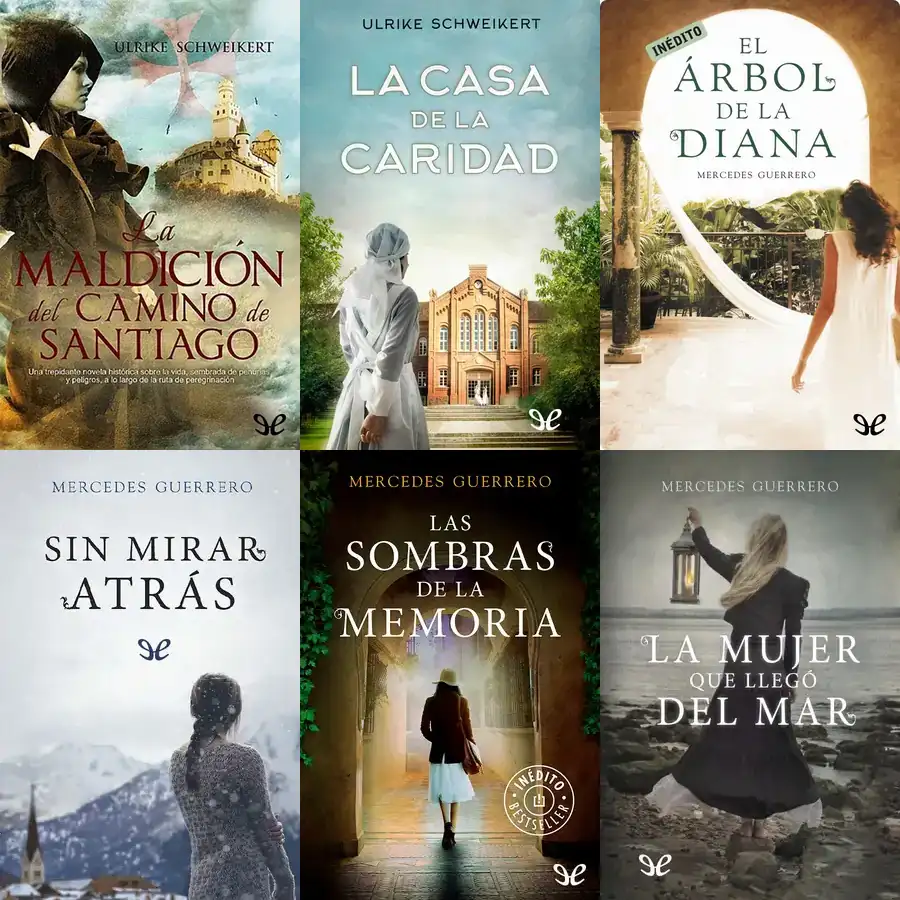 ULRIKE SCHWEIKERT
La
MALDICIÓN
del CAMINO de
SANTIAGO
Una trepidante novela histórica sobre la vida, sembrada de penurias
y peligros, a lo largo de la ruta de peregrinación
ULRIKE SCHWEIKERT
LA CASA
DE LA
CARIDAD
INÉDITO
EL
ÁRBOL
DE LA
DIANA
MERCEDES GUERRERO
MERCEDES GUERRERO
SIN MIRAR
ATRÁS
MERCEDES GUERRERO
LAS
SOMBRAS
DE LA
MEMORIA
INÉDITO
BESTSELLER
MERCEDES GUERRERO
LA MUJER
QUE LLEGÓ
DEL MAR